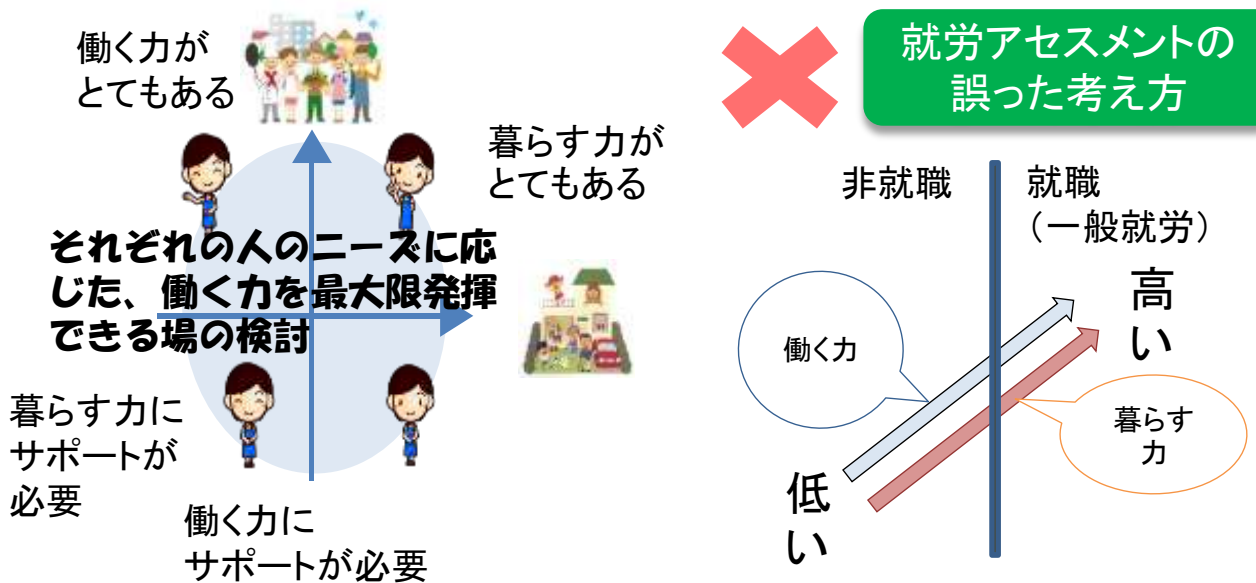 働く力が
とてもある
暮らす力が
とてもある
それぞれの人のニーズに応
じた、働く力を最大限発揮
できる場の検討
暮らす力に
サポートが
必要
働く力に
サポートが必要
就労アセスメントの
誤った考え方
非就職
就職
（一般就労）
高
い
働く力
暮らす
力
低
い